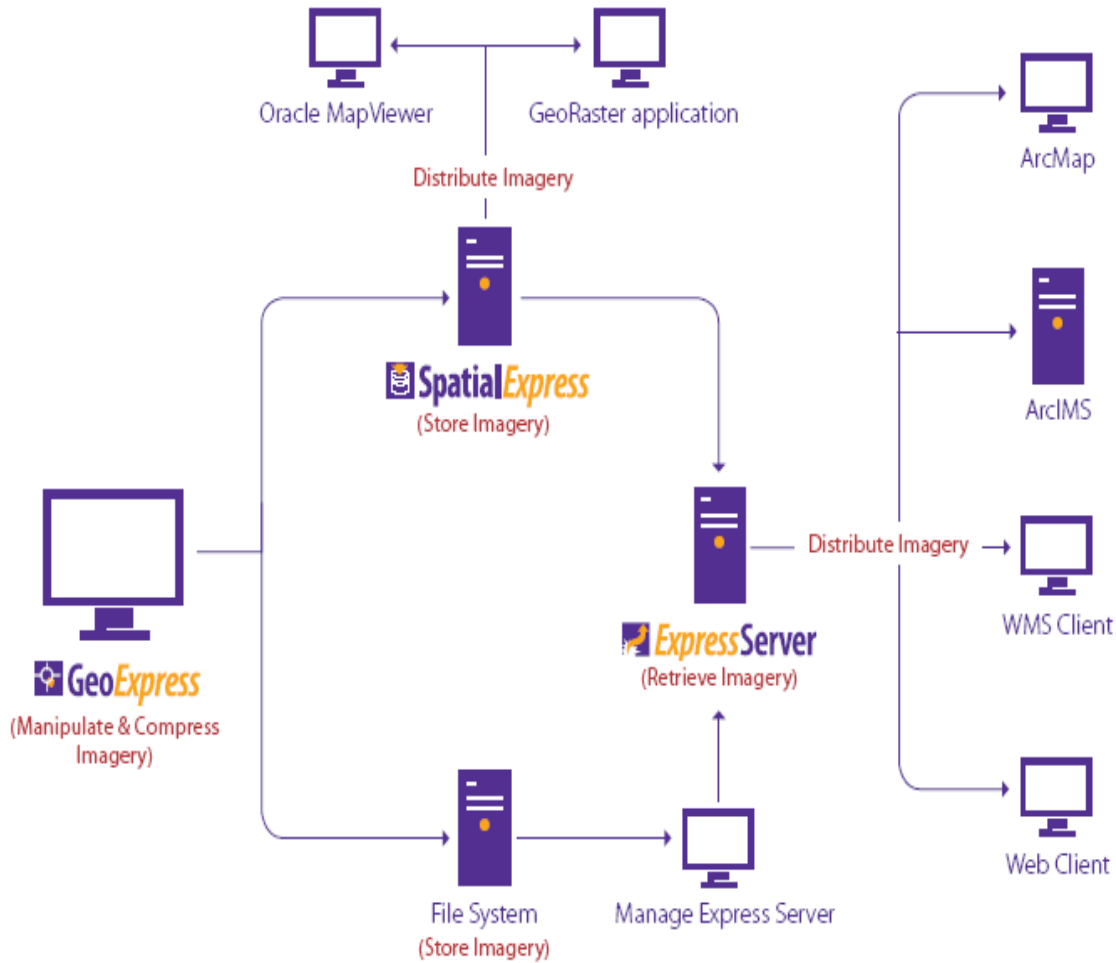 Oracle MapViewer
GeoRaster application
ArcMap
Distribute Imagery
SpatialExpress
(Store Imagery)
ArcIMS
Distribute Imagery
WMS Client
ExpressServer
(Retrieve Imagery)
GeoExpress
(Manipulate & Compress
Imagery)
Web Client
File System
(Store Imagery)
Manage Express Server